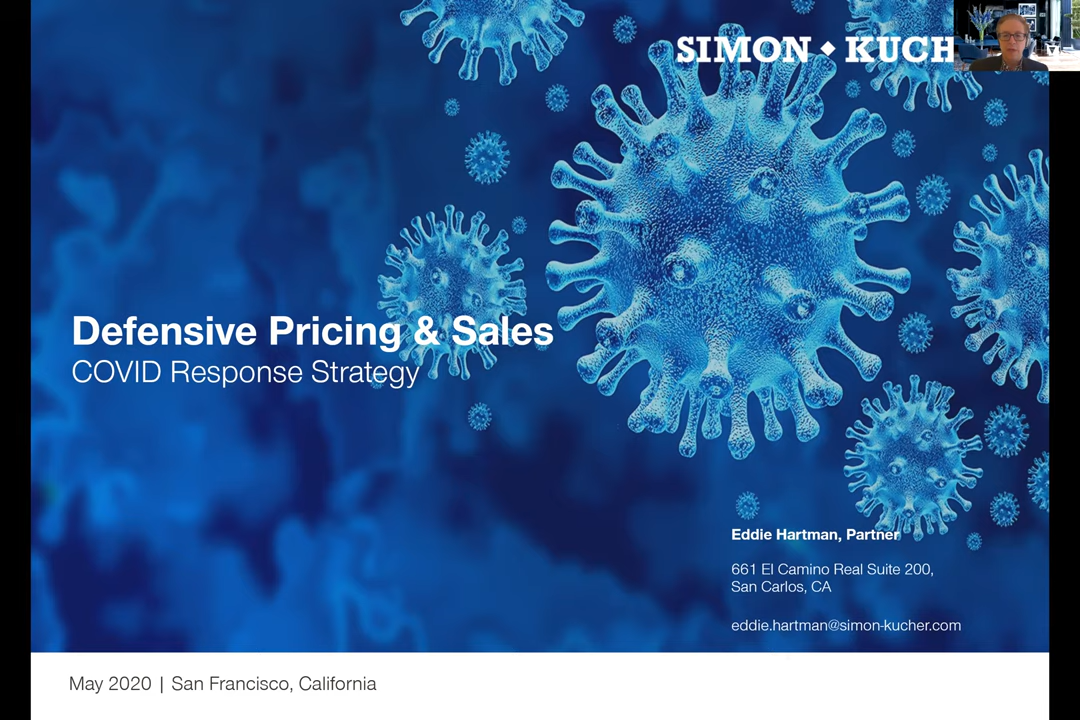 SIMON ◆ KUCH
Defensive Pricing & Sales
COVID Response Strategy
Eddie Hartman, Partner
661 El Camino Real Suite 200,
San Carlos, CA
eddie.hartman@simon-kucher.com
May 2020 | San Francisco, California